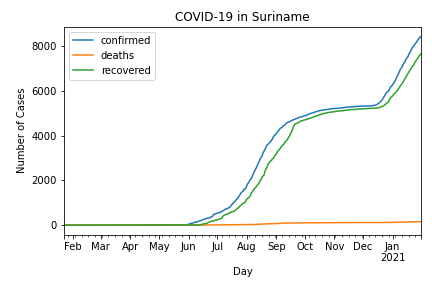 COVID-19 in Suriname
confirmed
deaths
recovered
Number of Cases
8000
6000
4000
2000
0
Feb Mar Apr May Jun Jul Aug Sep Oct Nov Dec Jan
2021
Day